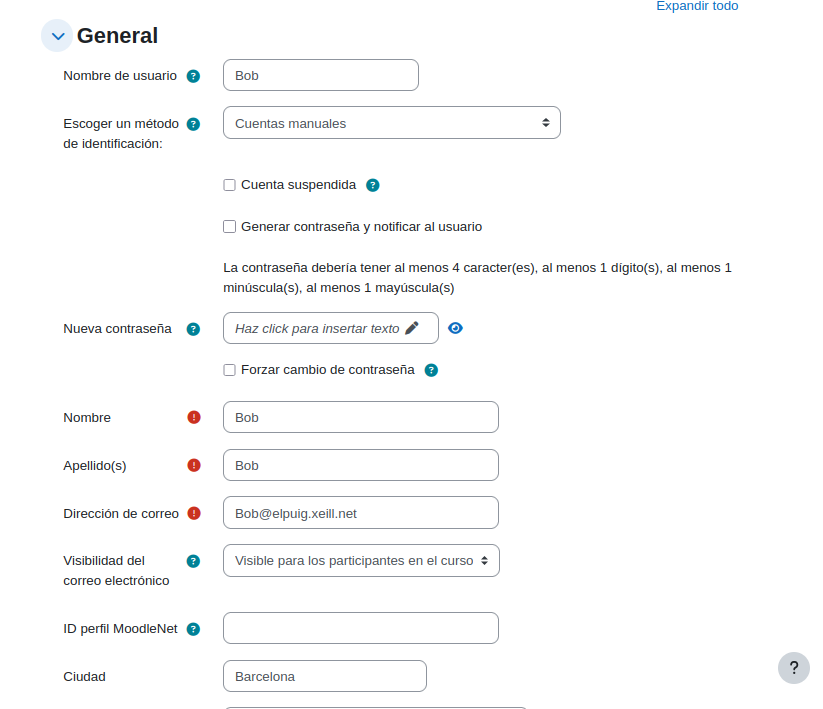 Expandir todo
General
Nombre de usuario
Bob
Escoger un método
de identificación:
Cuentas manuales
Cuenta suspendida
Generar contraseña y notificar al usuario
La contraseña debería tener al menos 4 caracter(es), al menos 1 dígito(s), al menos 1
minúscula(s), al menos 1 mayúscula(s)
Nueva contraseña
Haz click para insertar texto
Forzar cambio de contraseña
Nombre
Bob
Apellido(s)
Bob
Dirección de correo
Bob@elpuig.xeill.net
Visibilidad del
correo electrónico
Visible para los participantes en el curso
ID perfil MoodleNet
Ciudad
Barcelona
?